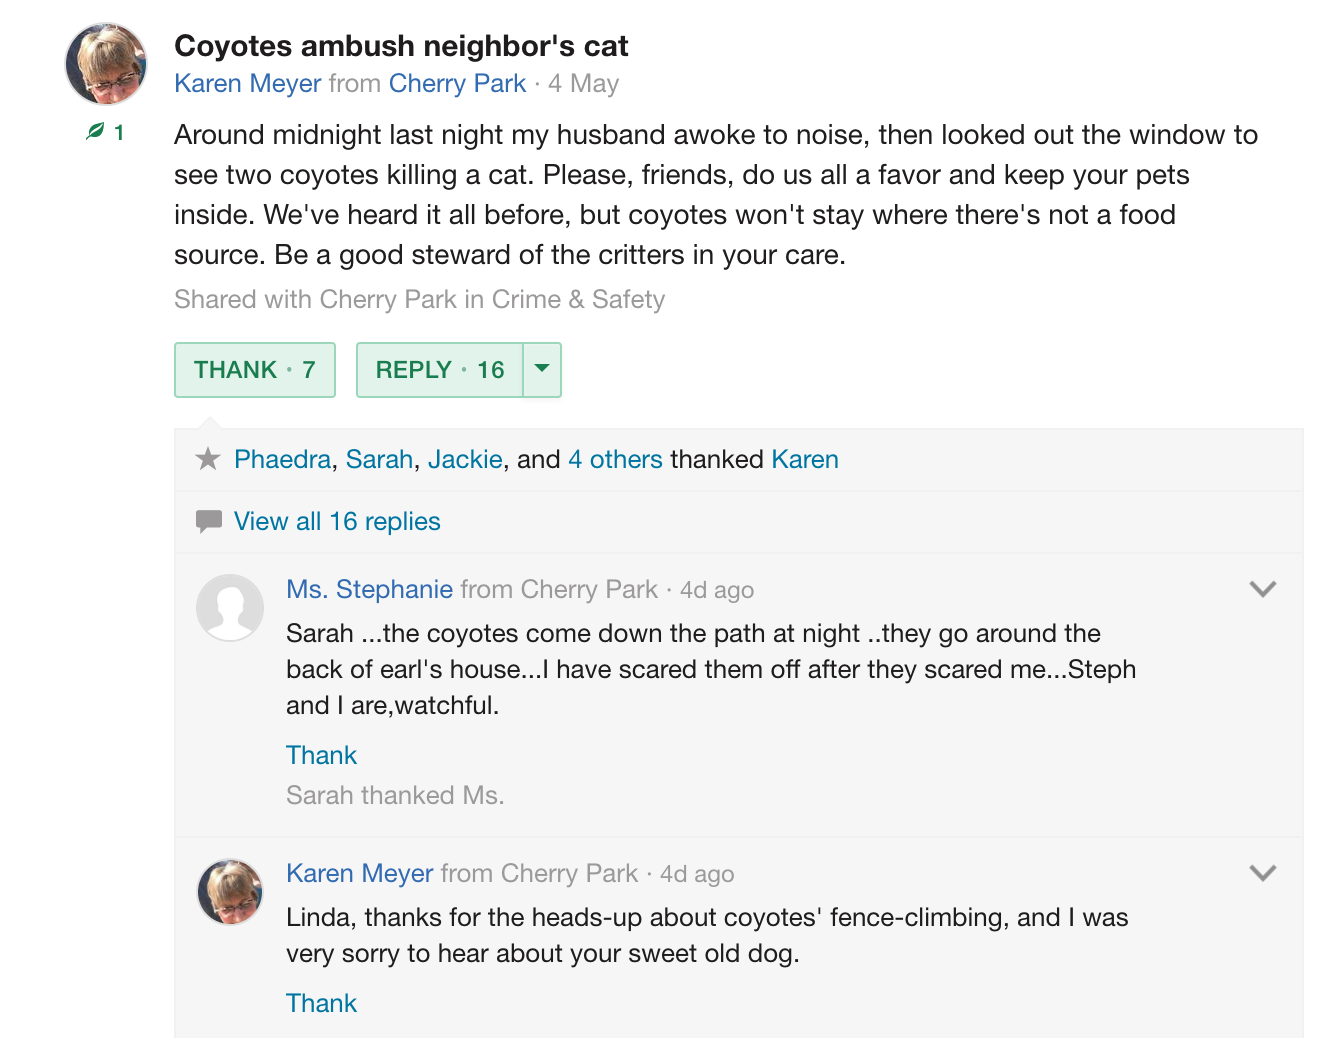 Coyotes ambush neighbor's cat
Karen Meyer from Cherry Park · 4 May
1
Around midnight last night my husband awoke to noise, then looked out the window to
see two coyotes killing a cat. Please, friends, do us all a favor and keep your pets
inside. We've heard it all before, but coyotes won't stay where there's not a food
source. Be a good steward of the critters in your care.
Shared with Cherry Park in Crime & Safety
THANK · 7 REPLY · 16
Phaedra, Sarah, Jackie, and 4 others thanked Karen
View all 16 replies
Ms. Stephanie from Cherry Park · 4d ago
Sarah ...the coyotes come down the path at night ..they go around the
back of earl's house...I have scared them off after they scared me...Steph
and I are,watchful.
Thank
Sarah thanked Ms.
Karen Meyer from Cherry Park · 4d ago
Linda, thanks for the heads-up about coyotes' fence-climbing, and I was
very sorry to hear about your sweet old dog.
Thank